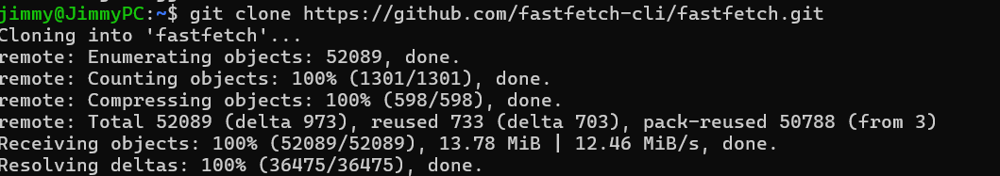 jimmy@JimmyPC:~$ git clone https://github.com/fastfetch-cli/fastfetch.git
Cloning into 'fastfetch'...
remote: Enumerating objects: 52089, done.
remote: Counting objects: 100% (1301/1301), done.
remote: Compressing objects: 100% (598/598), done.
remote: Total 52089 (delta 973), reused 733 (delta 703), pack-reused 50788 (from 3)
Receiving objects: 100% (52089/52089), 13.78 MiB | 12.46 MiB/s, done.
Resolving deltas: 100% (36475/36475), done.